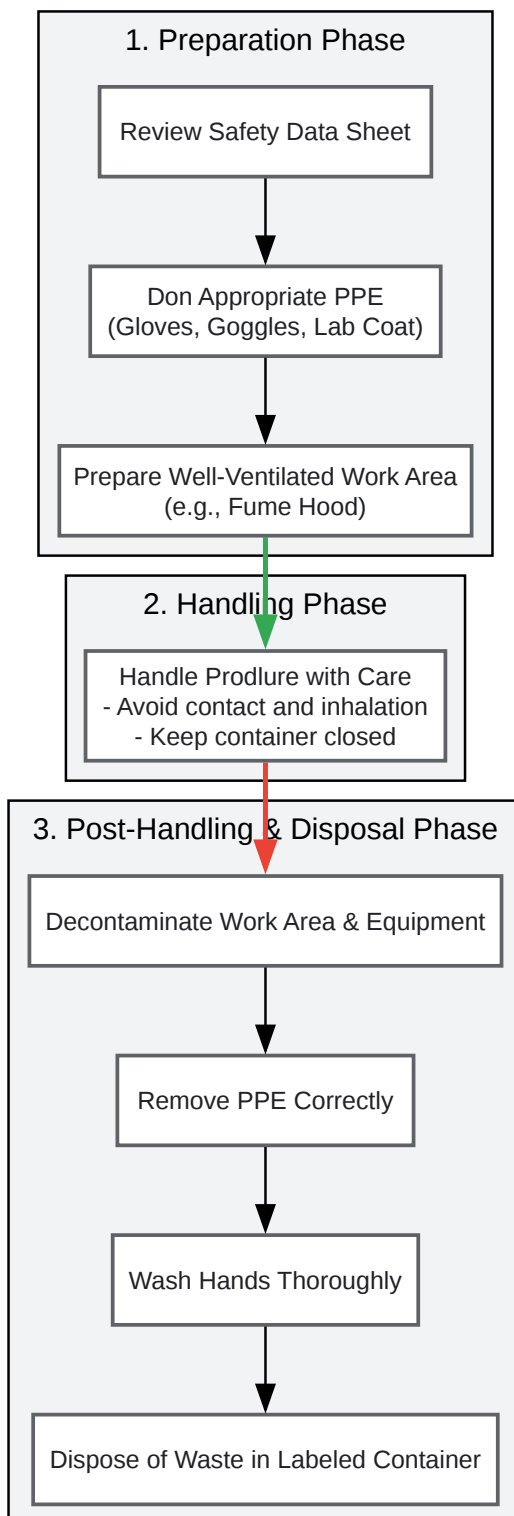 1. Preparation Phase
Review Safety Data Sheet
Don Appropriate PPE
(Gloves, Goggles, Lab Coat)
Prepare Well-Ventilated Work Area
(e.g., Fume Hood)
2. Handling Phase
Handle Prodlure with Care
- Avoid contact and inhalation
- Keep container closed
3. Post-Handling & Disposal Phase
Decontaminate Work Area & Equipment
Remove PPE Correctly
Wash Hands Thoroughly
Dispose of Waste in Labeled Container